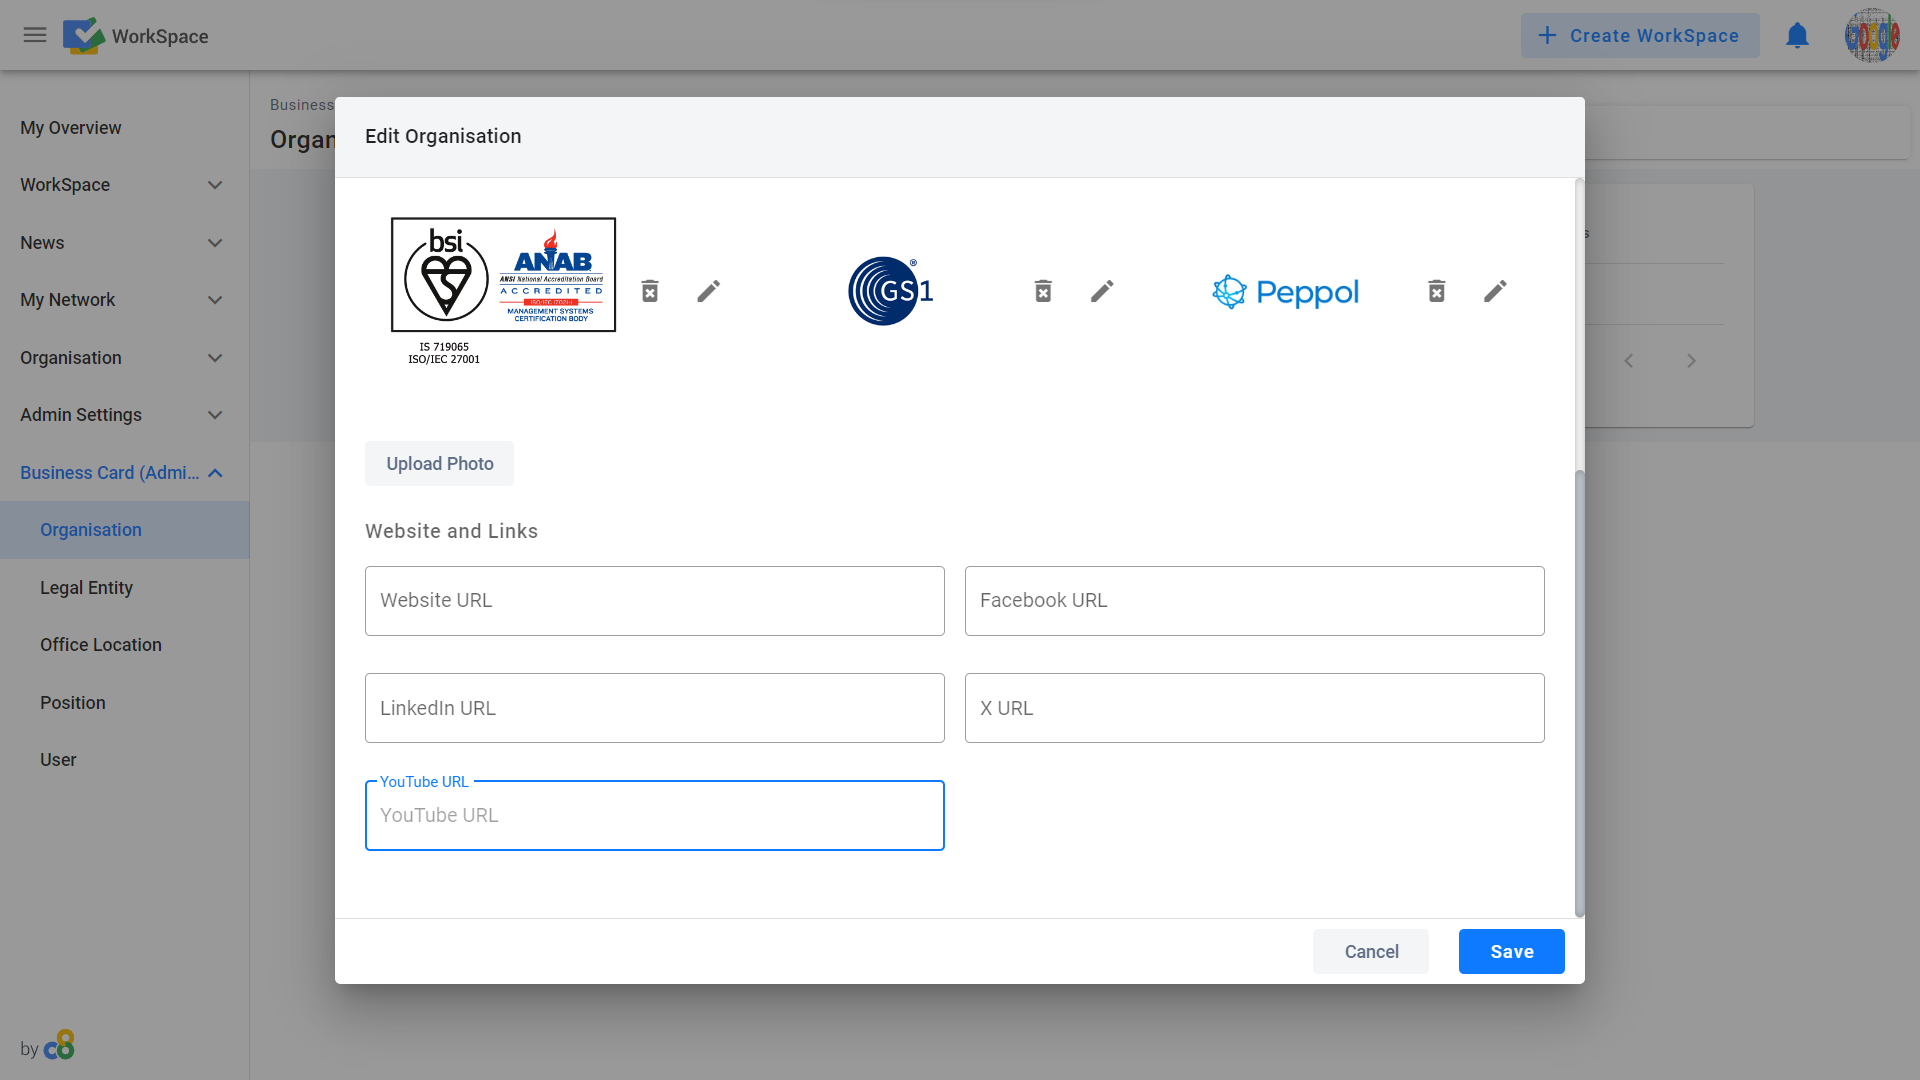 WorkSpace
Create WorkSpace
My Overview
WorkSpace
News
My Network
Organisation
Admin Settings
Business Card (Admi...
Organisation
Legal Entity
Office Location
Position
User
by c8
Business
Organ
Edit Organisation
bsi
ANAB
ANSI National Accreditation Board
ACCREDITED
ISO/IEC 17021-1
MANAGEMENT SYSTEMS
CERTIFICATION BODY
IS 719065
ISO/IEC 27001
GS1
®
Peppol
Upload Photo
Website and Links
Website URL
Facebook URL
LinkedIn URL
X URL
YouTube URL
YouTube URL
Cancel
Save